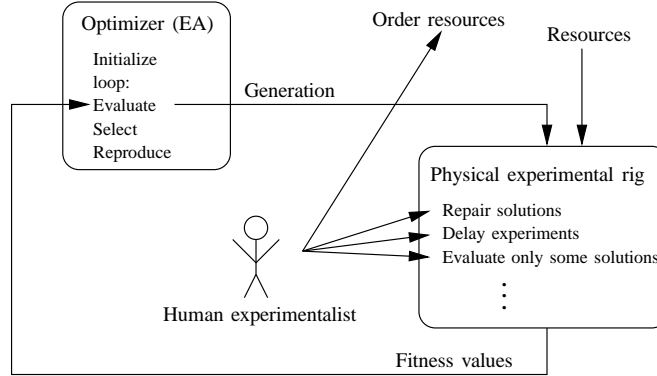 Optimizer (EA)
Initialize
loop:
Evaluate
Select
Reproduce
Generation
Order resources
Resources
Physical experimental rig
Repair solutions
Delay experiments
Evaluate only some solutions
Human experimentalist
Fitness values